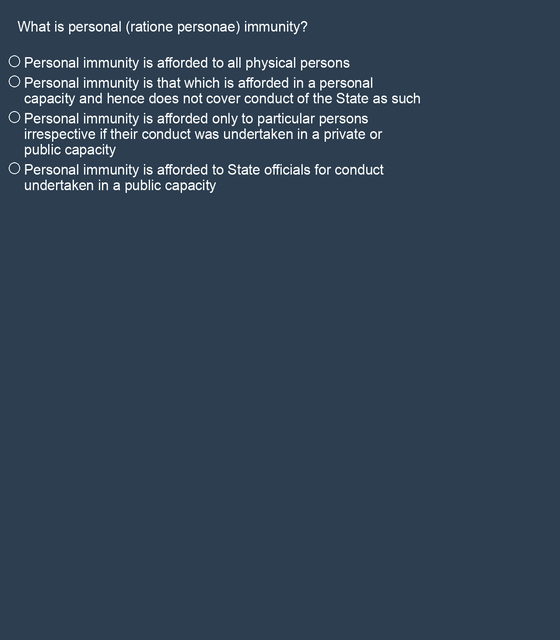 What is personal (ratione personae) immunity?
Personal immunity is afforded to all physical persons
Personal immunity is that which is afforded in a personal
capacity and hence does not cover conduct of the State as such
Personal immunity is afforded only to particular persons
irrespective if their conduct was undertaken in a private or
public capacity
Personal immunity is afforded to State officials for conduct
undertaken in a public capacity